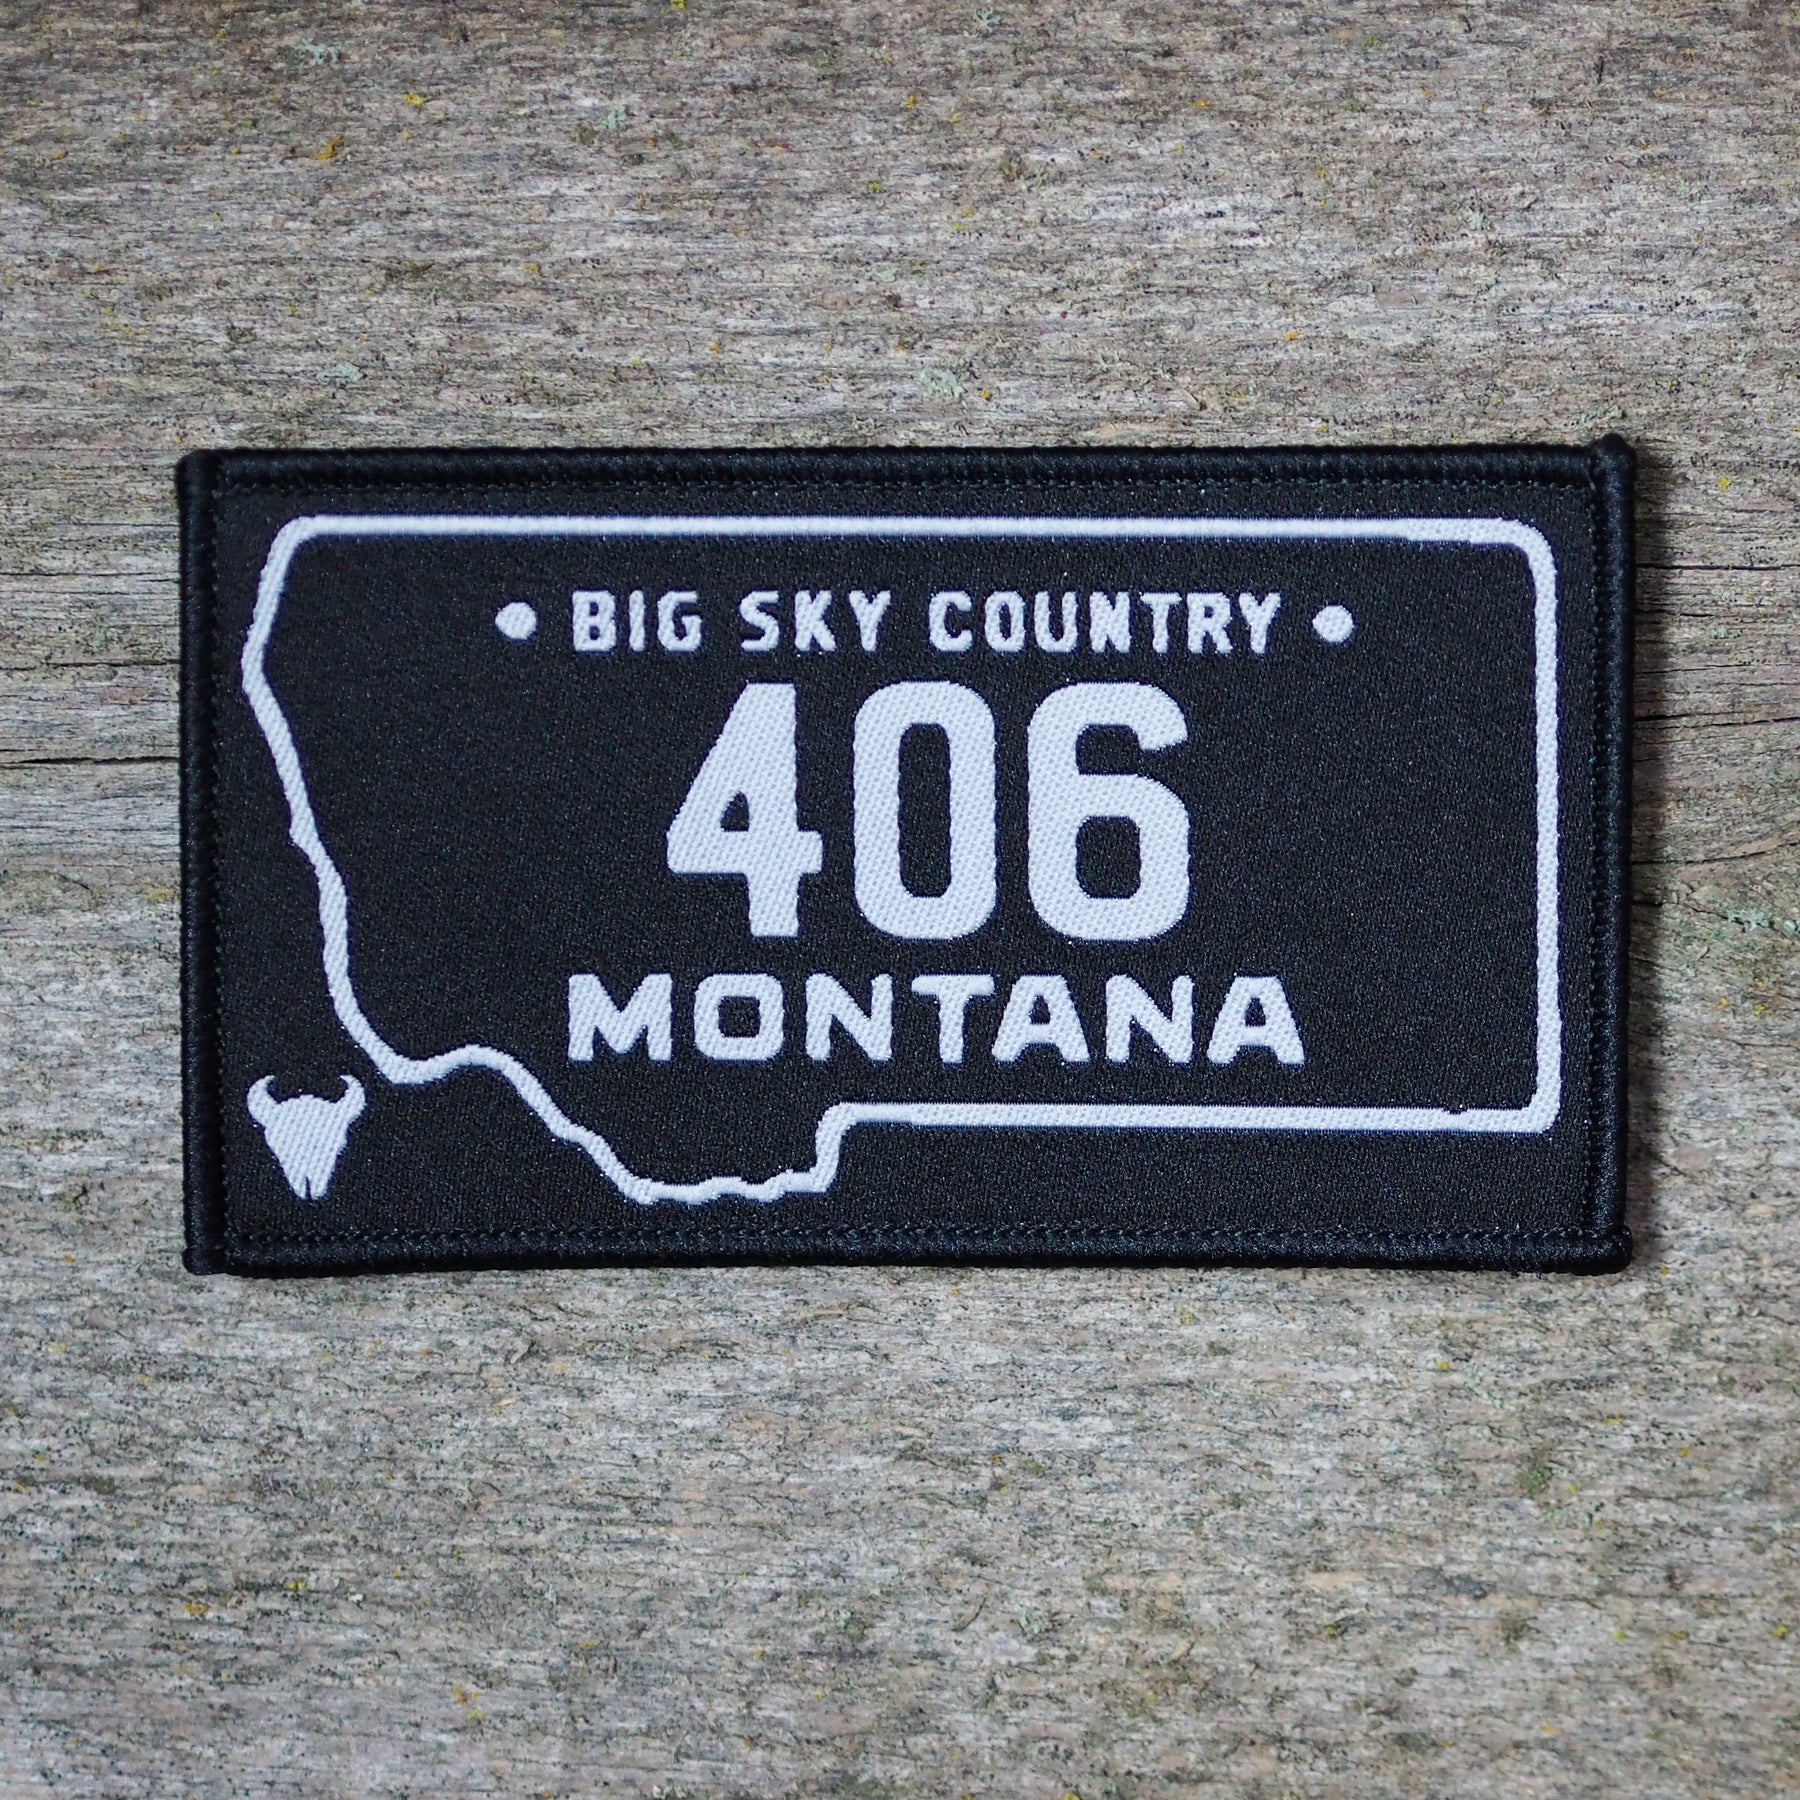 • BIG SKY COUNTRY •
406
MONTANA